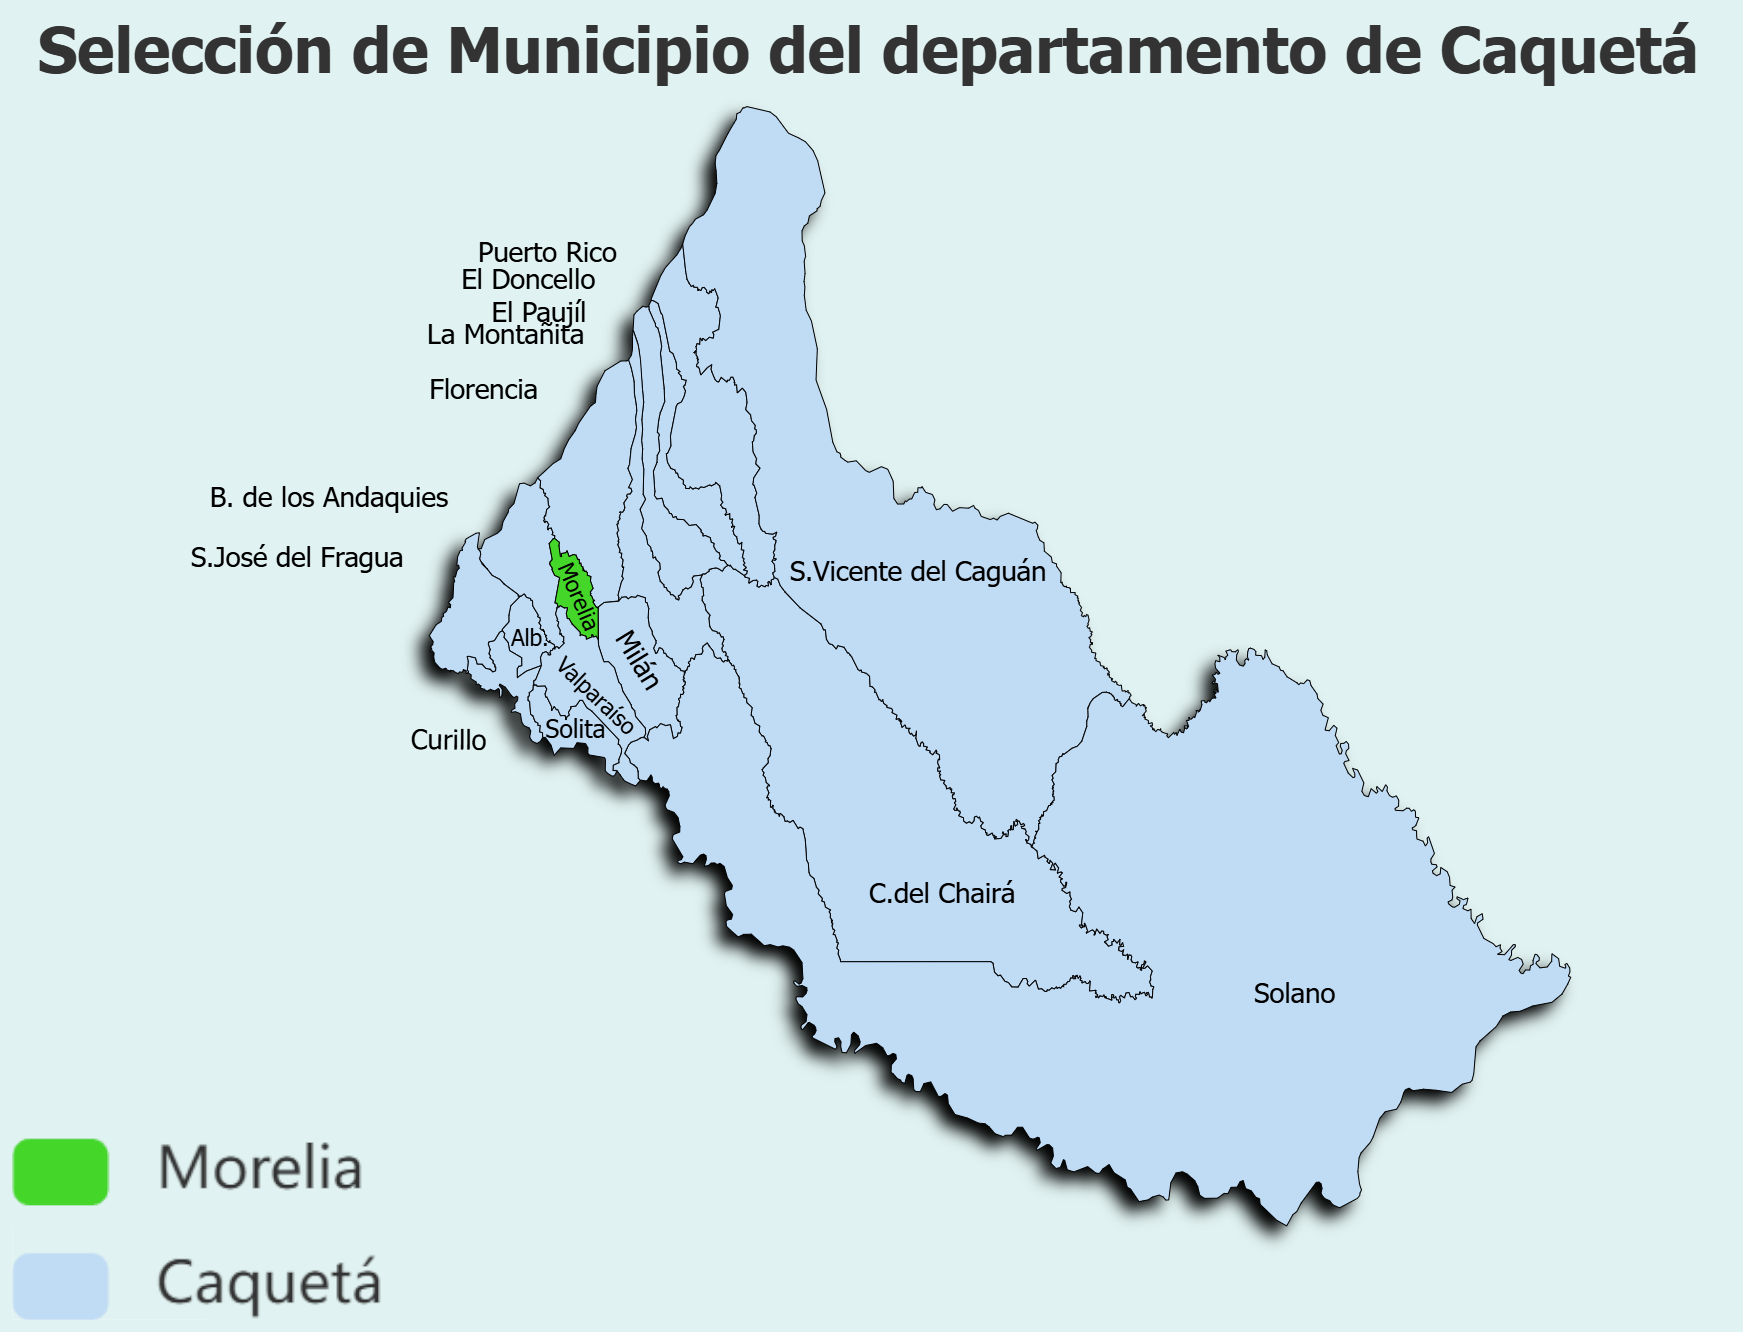 Selección de Municipio del departamento de Caquetá
Puerto Rico
El Doncello
El Paujíl
La Montañita
Florencia
B. de los Andaquies
S.José del Fragua
S.Vicente del Caguán
Morelia
Alb.
Milán
Valparaíso
Solita
Curillo
C.del Chairá
Solano
Morelia
Caquetá